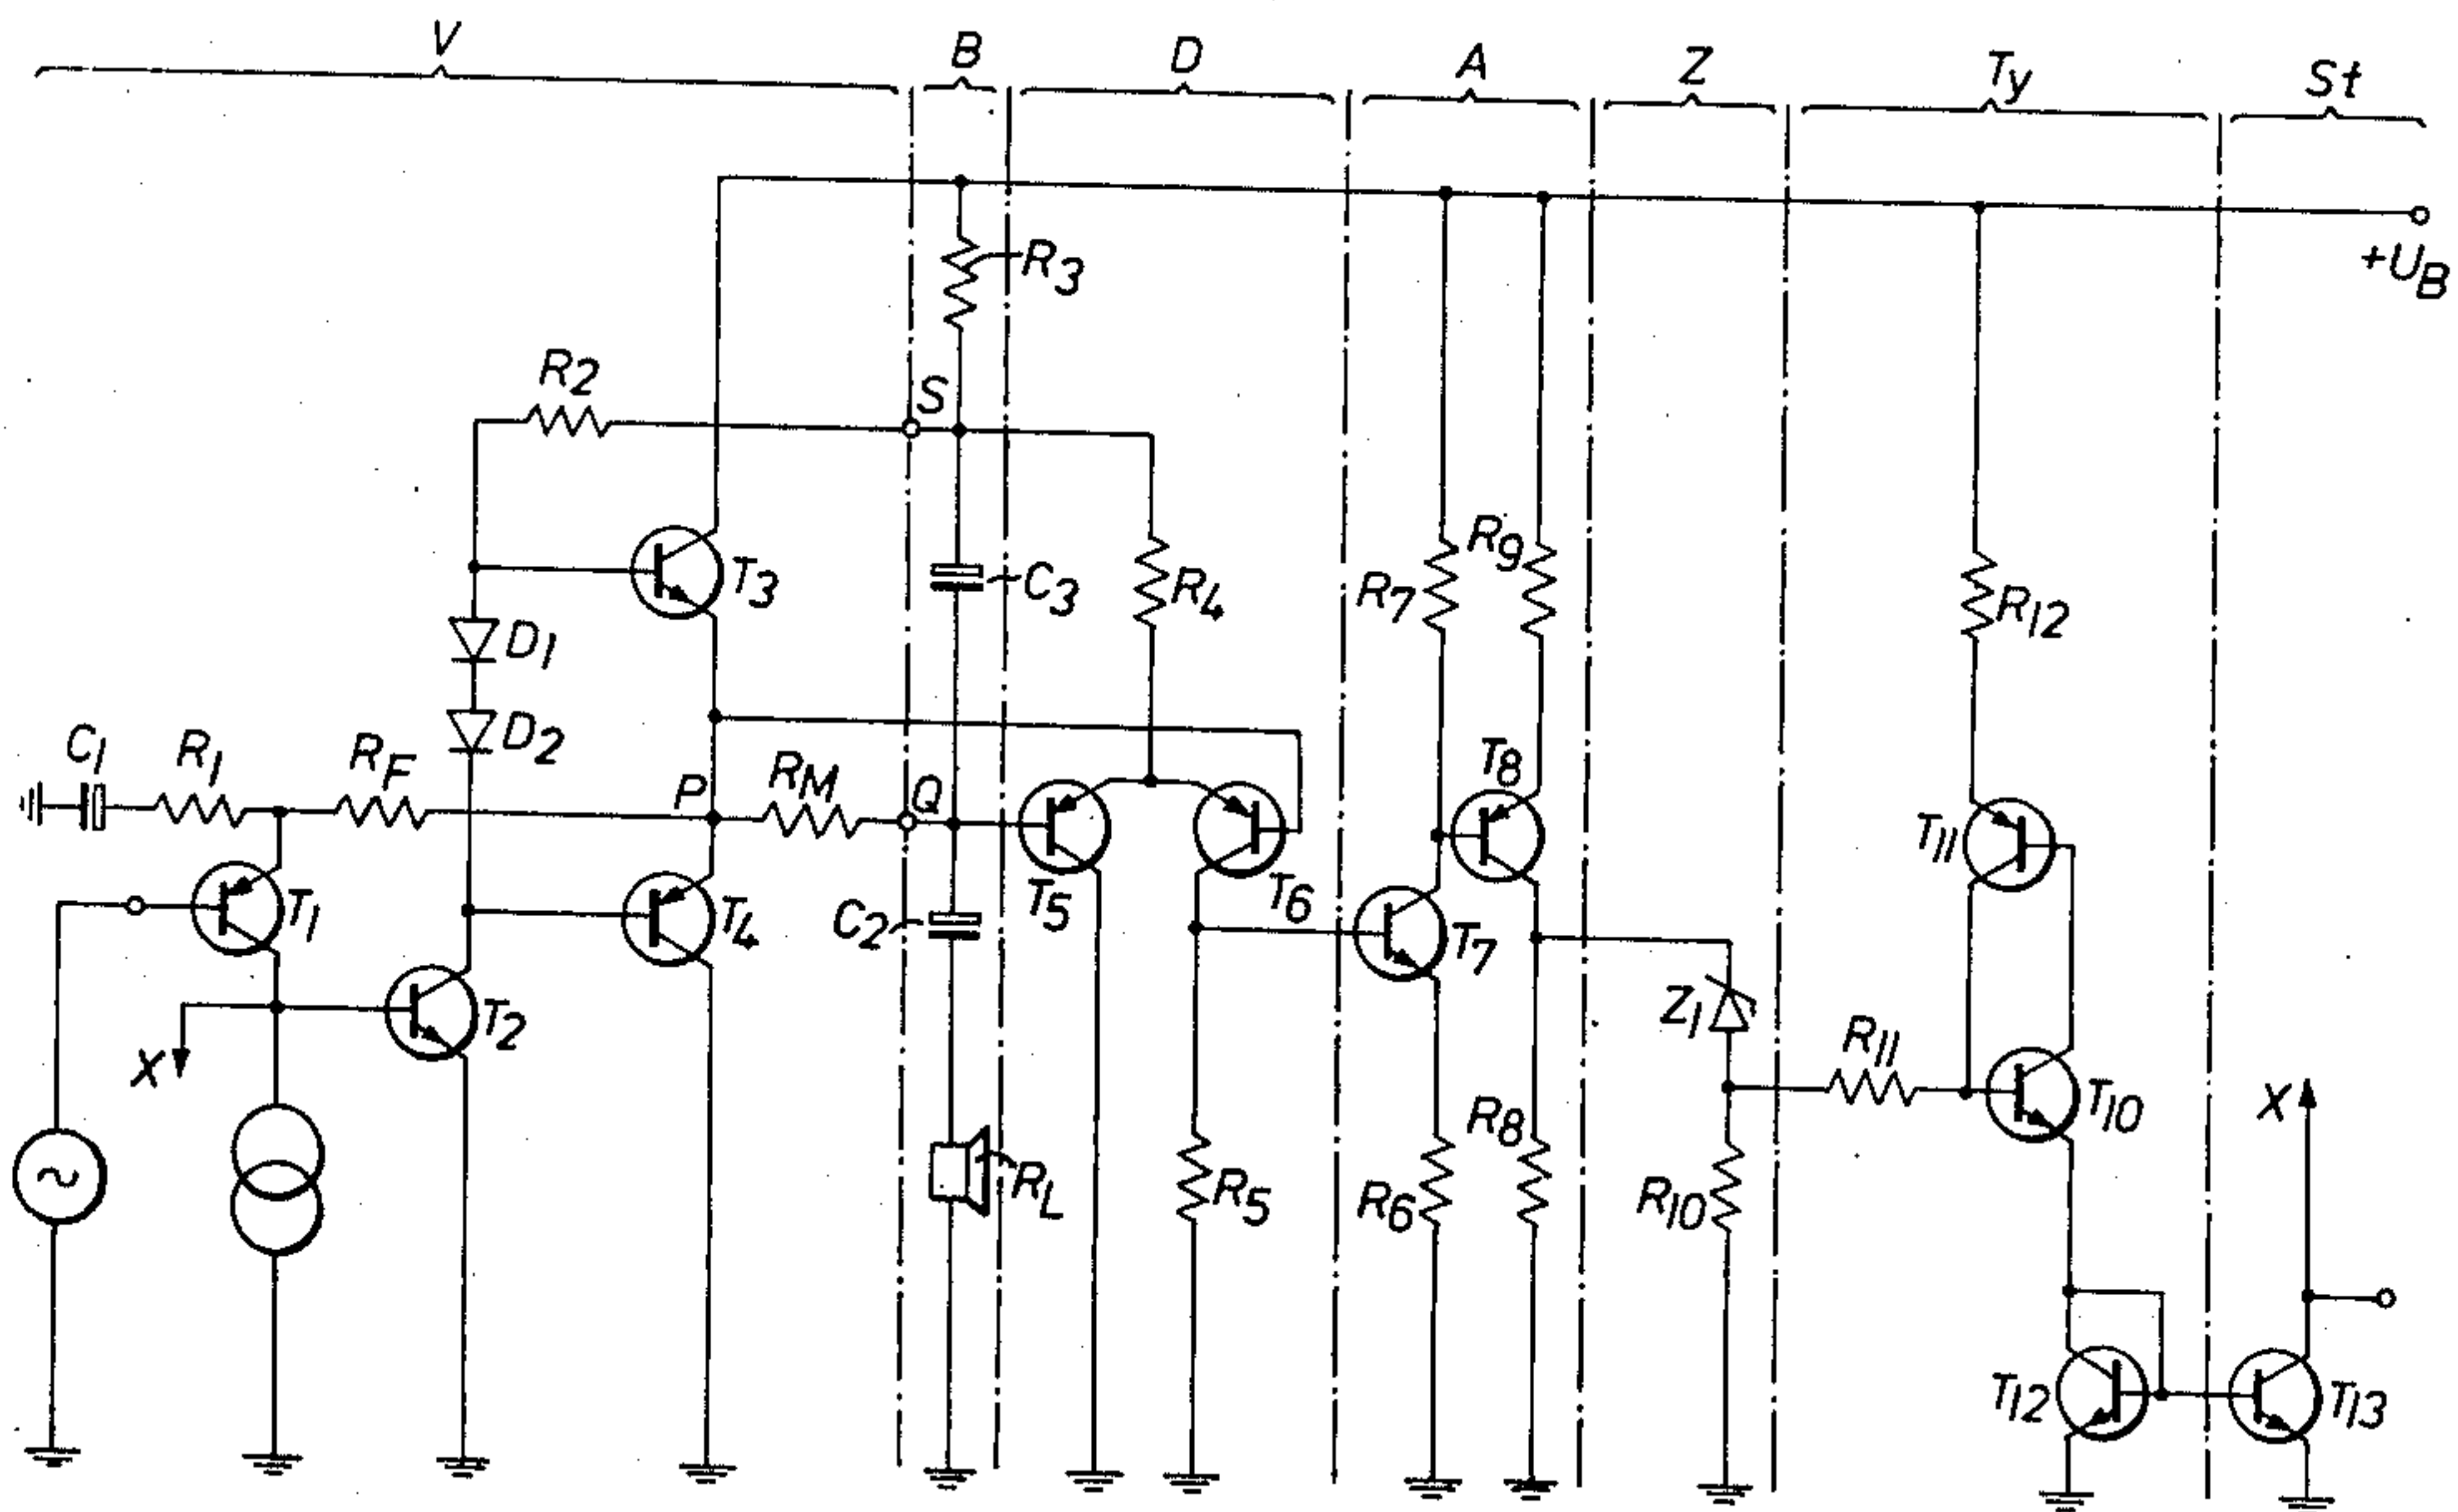 V B D A Z Ty St
+UB
R3
R2 S
T3 C3 R4 R7 R9 R12
D1
D2
C1 R1 RF P RM Q T8
T1 T4 C2 T5 T6 T7 T11
X T2 Z1 R11
~ RL R5 R6 R8 R10 T10 X
T12 T13